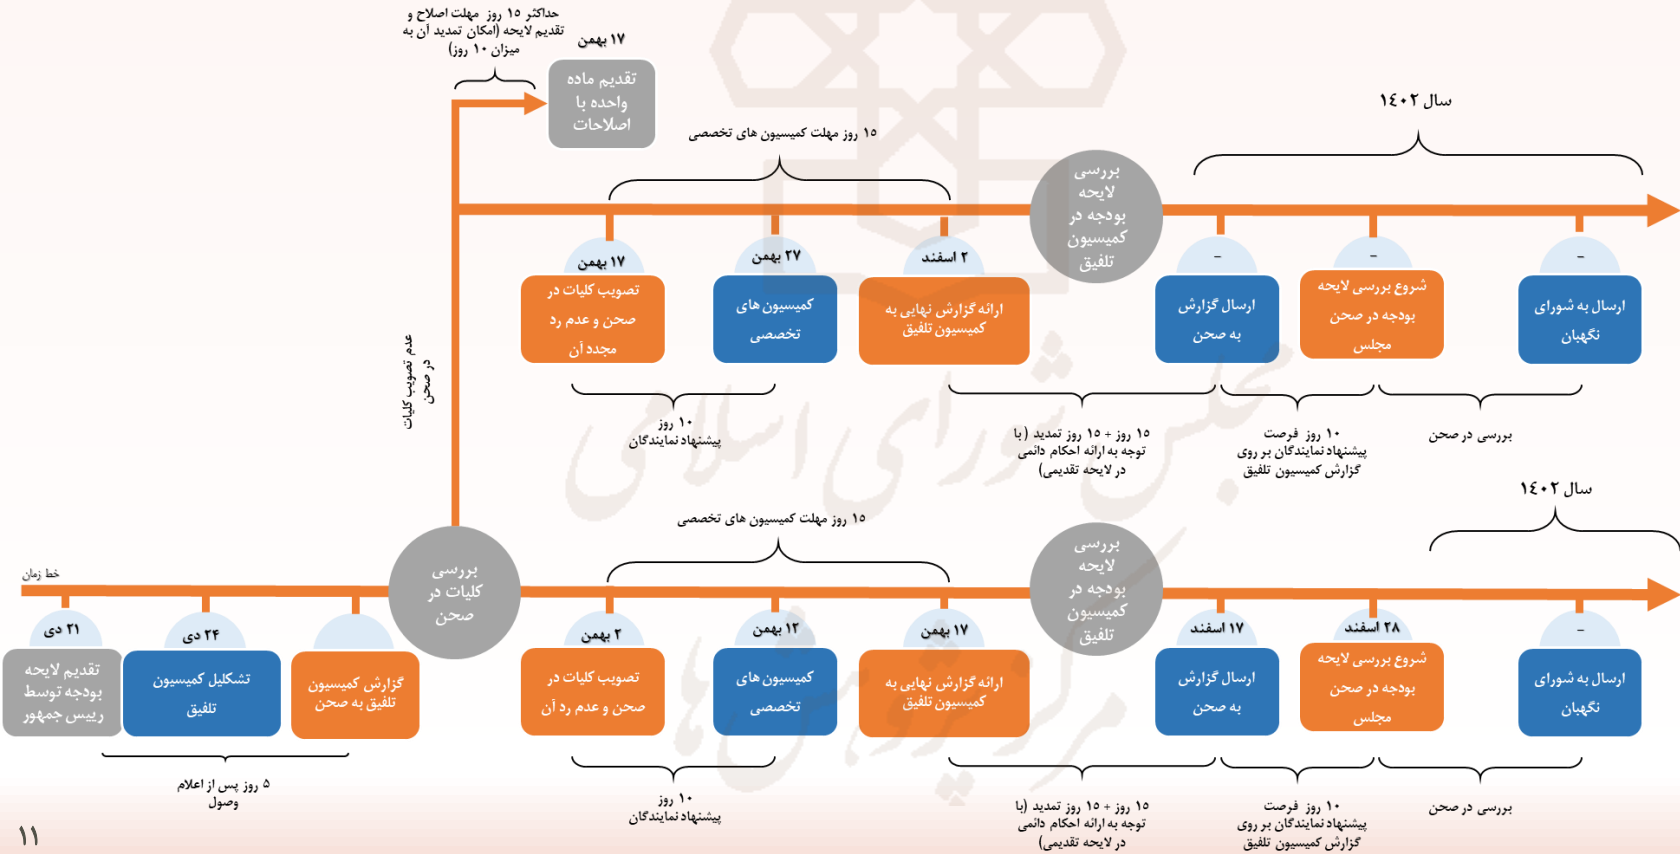 حداکثر ۱۵ روز مهلت اصلاح و
تقدیم لایحه (امکان تمدید آن به
میزان ۱۰ روز)
۱۷ بهمن
تقدیم ماده
واحده با
اصلاحات
۱۵ روز مهلت کمیسیون های تخصصی
سال ۱۴۰۲
بررسی
لایحه
بودجه در
کمیسیون
تلفیق
۱۷ بهمن
تصویب کلیات در
صحن و عدم رد
مجدد آن
۲۷ بهمن
کمیسیون های
تخصصی
۲ اسفند
ارائه گزارش نهایی به
کمیسیون تلفیق
–
ارسال گزارش
به صحن
–
شروع بررسی لایحه
بودجه در صحن
مجلس
–
ارسال به شورای
نگهبان
عدم تصویب کلیات
در صحن
۱۰ روز
پیشنهاد نمایندگان
۱۵ روز + ۱۵ روز تمدید ( با
توجه به ارائه احکام دائمی
در لایحه تقدیمی)
۱۰ روز فرصت
پیشنهاد نمایندگان بر روی
گزارش کمیسیون تلفیق
بررسی در صحن
سال ۱۴۰۲
۱۵ روز مهلت کمیسیون های تخصصی
خط زمان
بررسی
کلیات در
صحن
بررسی
لایحه
بودجه در
کمیسیون
تلفیق
۲۱ دی
تقدیم لایحه
بودجه توسط
رییس جمهور
۲۴ دی
تشکلیل کمیسیون
تلفیق
گزارش کمیسیون
تلفیق به صحن
۲ بهمن
تصویب کلیات در
صحن و عدم رد آن
۱۲ بهمن
کمیسیون های
تخصصی
۱۷ بهمن
ارائه گزارش نهایی به
کمیسیون تلفیق
۱۷ اسفند
ارسال گزارش
به صحن
۲۸ اسفند
شروع بررسی لایحه
بودجه در صحن
مجلس
–
ارسال به شورای
نگهبان
۵ روز پس از اعلام
وصول
۱۰ روز
پیشنهاد نمایندگان
۱۵ روز + ۱۵ روز تمدید (با
توجه به ارائه احکام دائمی
در لایحه تقدیمی)
۱۰ روز فرصت
پیشنهاد نمایندگان بر روی
گزارش کمیسیون تلفیق
بررسی در صحن
مجلس شورای اسلامی
مرکز پژوهش ها
۱۱